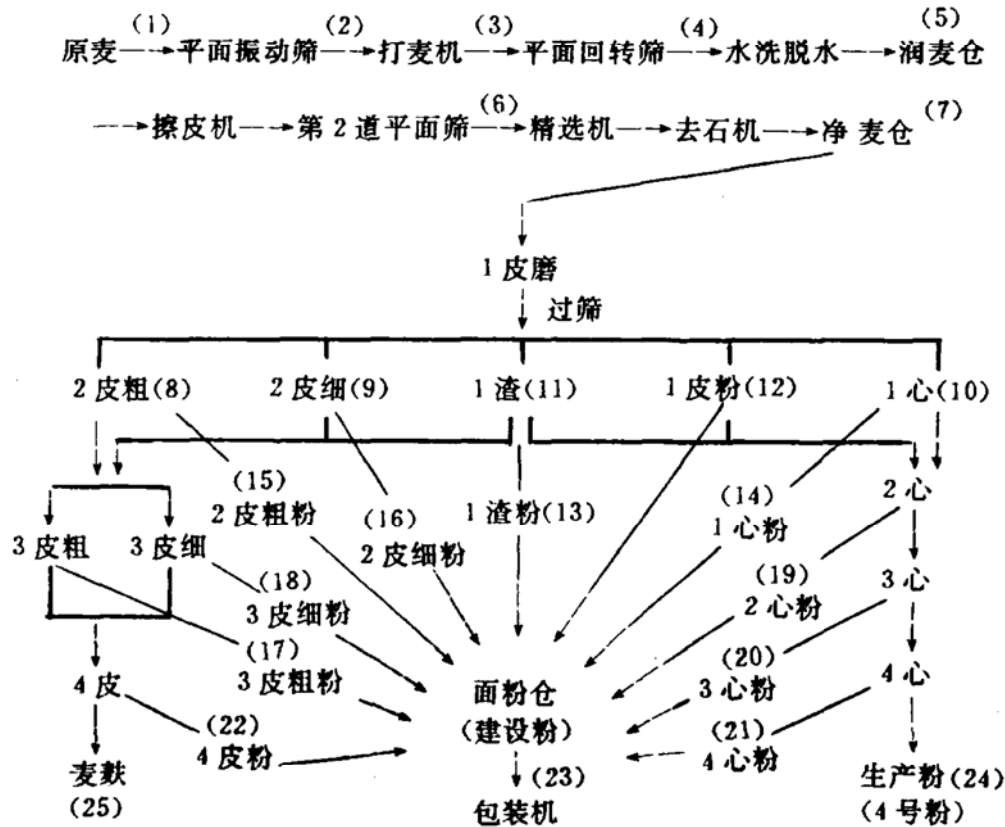 (1) (2) (3) (4) (5)
原麦 平面振动筛 打麦机 平面回转筛 水洗脱水 润麦仓
(6) (7)
擦皮机 第2道平面筛 精选机 去石机 净麦仓
1皮磨
过筛
2皮粗(8) 2皮细(9) 1渣(11) 1皮粉(12) 1心(10)
(15) (14) 2心
2皮粗粉 (16) 1渣粉(13) 1心粉
3皮粗 3皮细 2皮细粉
(18) (19) 3心
3皮细粉 2心粉
(17) (20)
4皮 3皮粗粉 面粉仓 3心粉 4心
(22) (建设粉) (21)
4皮粉 4心粉
麦麸 (23) 生产粉(24)
(25) 包装机 (4号粉)